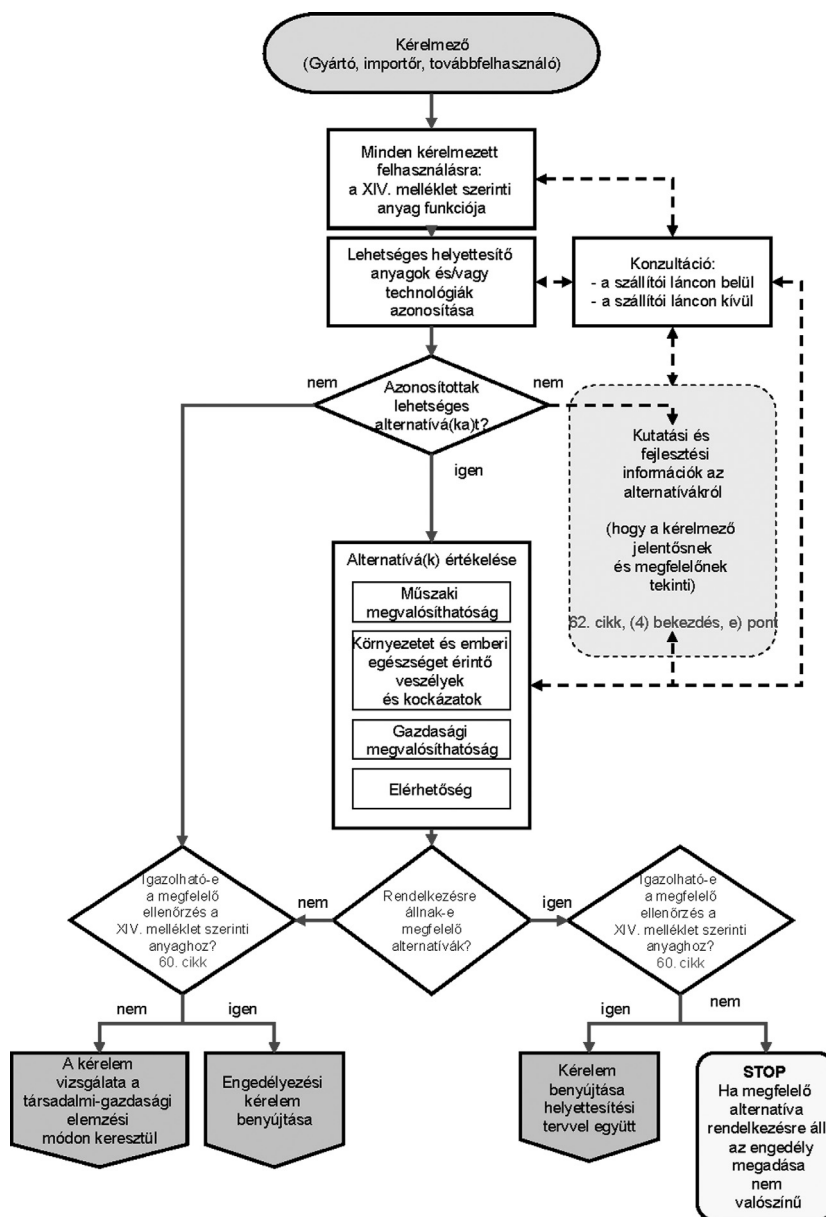 Kérelmező
(Gyártó, importőr, továbbfelhasználó)
Minden kérelmezett
felhasználásra:
a XIV. melléklet szerinti
anyag funkciója
Lehetséges helyettesítő
anyagok és/vagy
technológiák
azonosítása
Konzultáció:
- a szállítói láncon belül
- a szállítói láncon kívül
nem
Azonosítottak
lehetséges
alternatívá(ka)t?
nem
igen
Kutatási és
fejlesztési
információk az
alternatívákról
(hogy a kérelmező
jelentősnek
és megfelelőnek
tekinti)
62. cikk, (4) bekezdés, e) pont
Alternatívá(k) értékelése
Műszaki
megvalósíthatóság
Környezetet és emberi
egészséget érintő
veszélyek
és kockázatok
Gazdasági
megvalósíthatóság
Elérhetőség
Igazolható-e
a megfelelő
ellenőrzés a
XIV. melléklet szerinti
anyaghoz?
60. cikk
nem
Rendelkezésre
állnak-e
megfelelő
alternatívák?
igen
Igazolható-e
a megfelelő
ellenőrzés a
XIV. melléklet szerinti
anyaghoz?
60. cikk
nem
igen
igen
nem
A kérelem
vizsgálata a
társadalmi-gazdasági
elemzési
módon keresztül
Engedélyezési
kérelem
benyújtása
Kérelem
benyújtása
helyettesítési
tervvel együtt
STOP
Ha megfelelő
alternatíva
rendelkezésre áll
az engedély
megadása
nem
valószínű